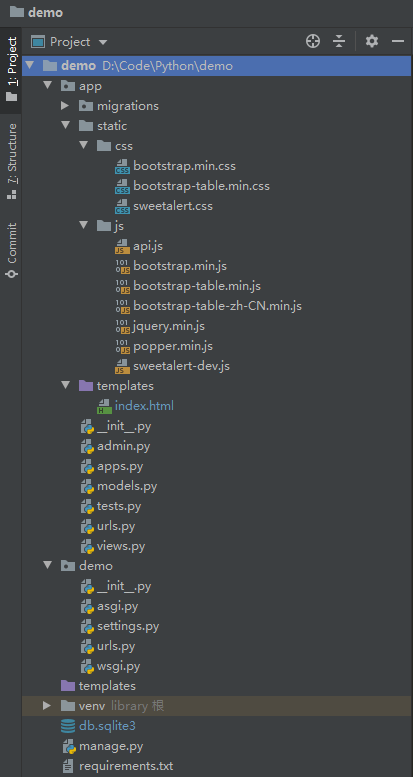 demo
Project
demo D:\Code\Python\demo
app
migrations
static
css
bootstrap.min.css
bootstrap-table.min.css
sweetalert.css
js
api.js
bootstrap.min.js
bootstrap-table.min.js
bootstrap-table-zh-CN.min.js
jquery.min.js
popper.min.js
sweetalert-dev.js
templates
index.html
__init__.py
admin.py
apps.py
models.py
tests.py
urls.py
views.py
demo
__init__.py
asgi.py
settings.py
urls.py
wsgi.py
templates
venv library 根
db.sqlite3
manage.py
requirements.txt
1: Project
7: Structure
Commit